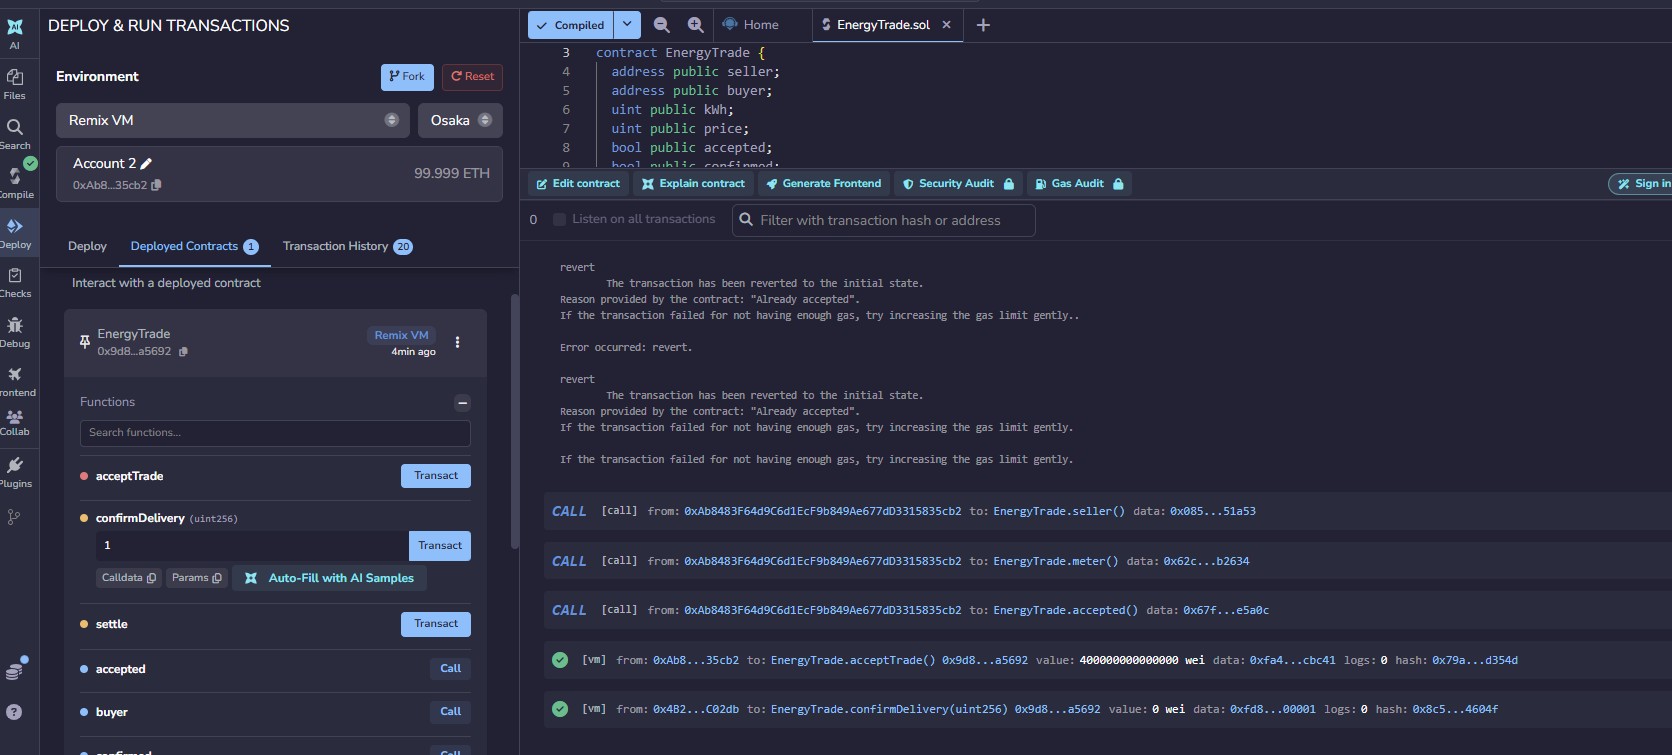 AI
Files
Search
Compile
Deploy
Checks
Debug
rontend
Collab
Plugins
DEPLOY & RUN TRANSACTIONS
Environment
Fork
Reset
Remix VM
Osaka
Account 2
0xAb8...35cb2
99.999 ETH
Deploy
Deployed Contracts 1
Transaction History 20
Interact with a deployed contract
EnergyTrade
0x9d8...a5692
Remix VM
4min ago
Functions
Search functions...
acceptTrade
Transact
confirmDelivery (uint256)
1
Transact
Calldata
Params
Auto-Fill with AI Samples
settle
Transact
accepted
Call
buyer
Call
confirmed
Call
Compiled
Home
EnergyTrade.sol
3 contract EnergyTrade {
4 address public seller;
5 address public buyer;
6 uint public kWh;
7 uint public price;
8 bool public accepted;
9 bool public confirmed;
Edit contract
Explain contract
Generate Frontend
Security Audit
Gas Audit
Sign in
0
Listen on all transactions
Filter with transaction hash or address
revert
The transaction has been reverted to the initial state.
Reason provided by the contract: "Already accepted".
If the transaction failed for not having enough gas, try increasing the gas limit gently..
Error occurred: revert.
revert
The transaction has been reverted to the initial state.
Reason provided by the contract: "Already accepted".
If the transaction failed for not having enough gas, try increasing the gas limit gently.
If the transaction failed for not having enough gas, try increasing the gas limit gently.
CALL [call] from: 0xAb8483F64d9C6d1EcF9b849Ae677dD3315835cb2 to: EnergyTrade.seller() data: 0x085...51a53
CALL [call] from: 0xAb8483F64d9C6d1EcF9b849Ae677dD3315835cb2 to: EnergyTrade.meter() data: 0x62c...b2634
CALL [call] from: 0xAb8483F64d9C6d1EcF9b849Ae677dD3315835cb2 to: EnergyTrade.accepted() data: 0x67f...e5a0c
[vm] from: 0xAb8...35cb2 to: EnergyTrade.acceptTrade() 0x9d8...a5692 value: 400000000000000 wei data: 0xfa4...cbc41 logs: 0 hash: 0x79a...d354d
[vm] from: 0x4B2...C02db to: EnergyTrade.confirmDelivery(uint256) 0x9d8...a5692 value: 0 wei data: 0xfd8...00001 logs: 0 hash: 0x8c5...4604f